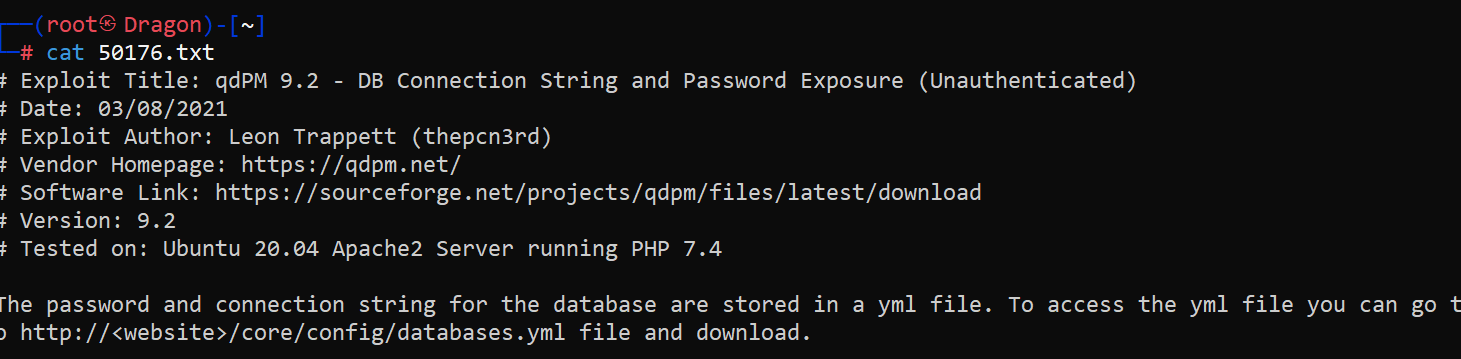 ┌──(root㉿Dragon)-[~]
└─# cat 50176.txt
# Exploit Title: qdPM 9.2 - DB Connection String and Password Exposure (Unauthenticated)
# Date: 03/08/2021
# Exploit Author: Leon Trappett (thepcn3rd)
# Vendor Homepage: https://qdpm.net/
# Software Link: https://sourceforge.net/projects/qdpm/files/latest/download
# Version: 9.2
# Tested on: Ubuntu 20.04 Apache2 Server running PHP 7.4
The password and connection string for the database are stored in a yml file. To access the yml file you can go t
o http://<website>/core/config/databases.yml file and download.